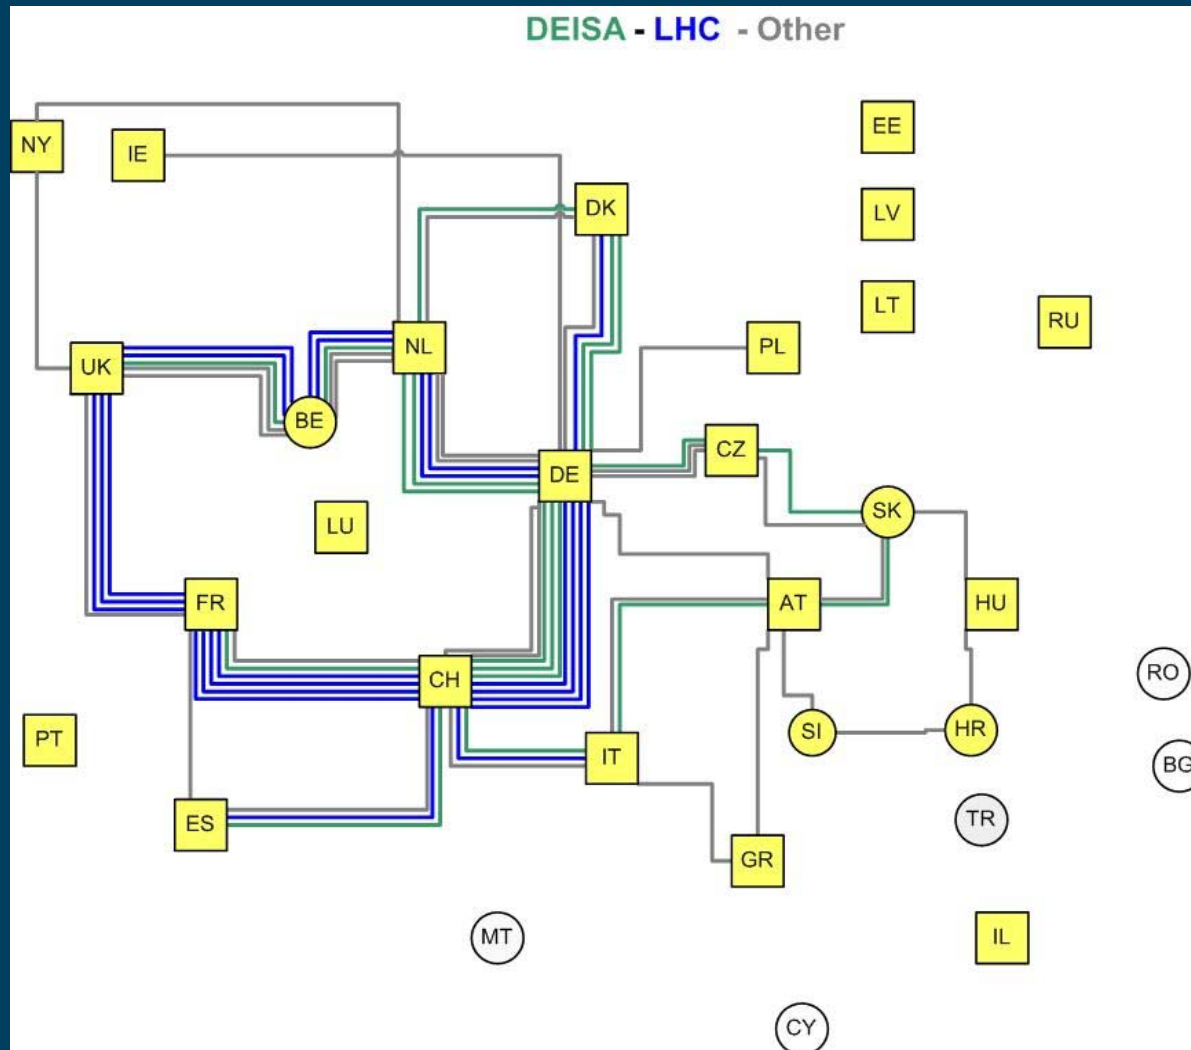 DEISA - LHC - Other
EE
NY
IE
DK
LV
LT
RU
NL
PL
UK
BE
CZ
DE
SK
LU
FR
AT
HU
CH
RO
PT
SI
HR
IT
BG
TR
ES
GR
MT
IL
CY